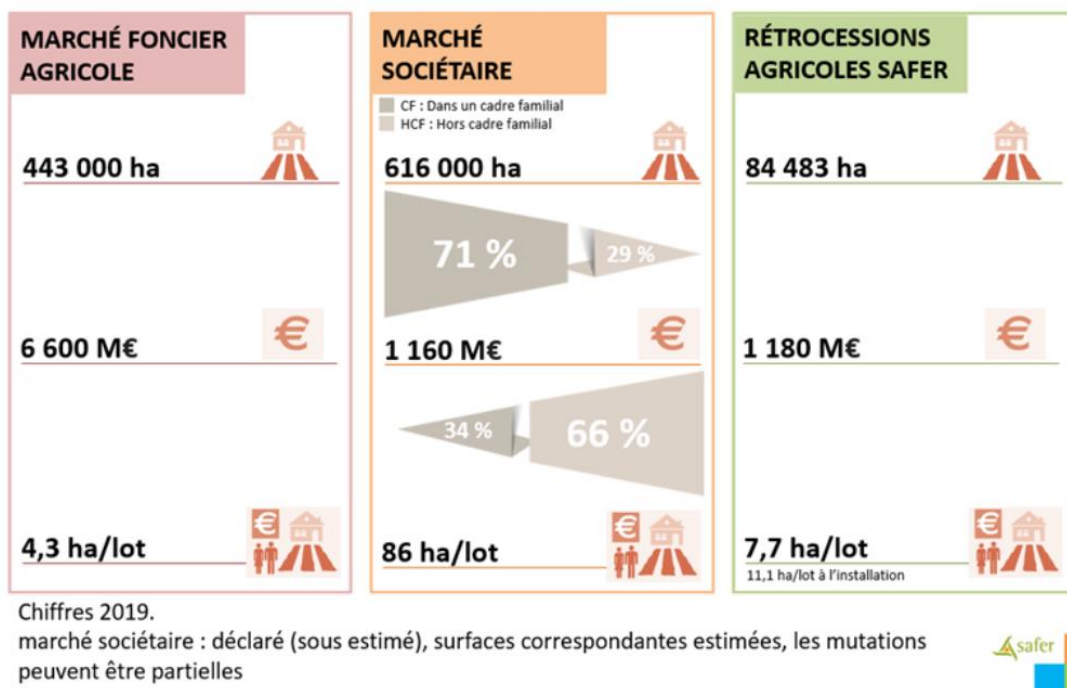 MARCHÉ FONCIER
AGRICOLE
443 000 ha
6 600 M€
€
4,3 ha/lot
€
MARCHÉ
SOCIÉTAIRE
CF : Dans un cadre familial
HCF : Hors cadre familial
616 000 ha
71 %
29 %
1 160 M€
€
34 %
66 %
86 ha/lot
€
RÉTROCESSIONS
AGRICOLES SAFER
84 483 ha
1 180 M€
€
7,7 ha/lot
€
11,1 ha/lot à l'installation
Chiffres 2019.
marché sociétaire : déclaré (sous estimé), surfaces correspondantes estimées, les mutations
peuvent être partielles
safer